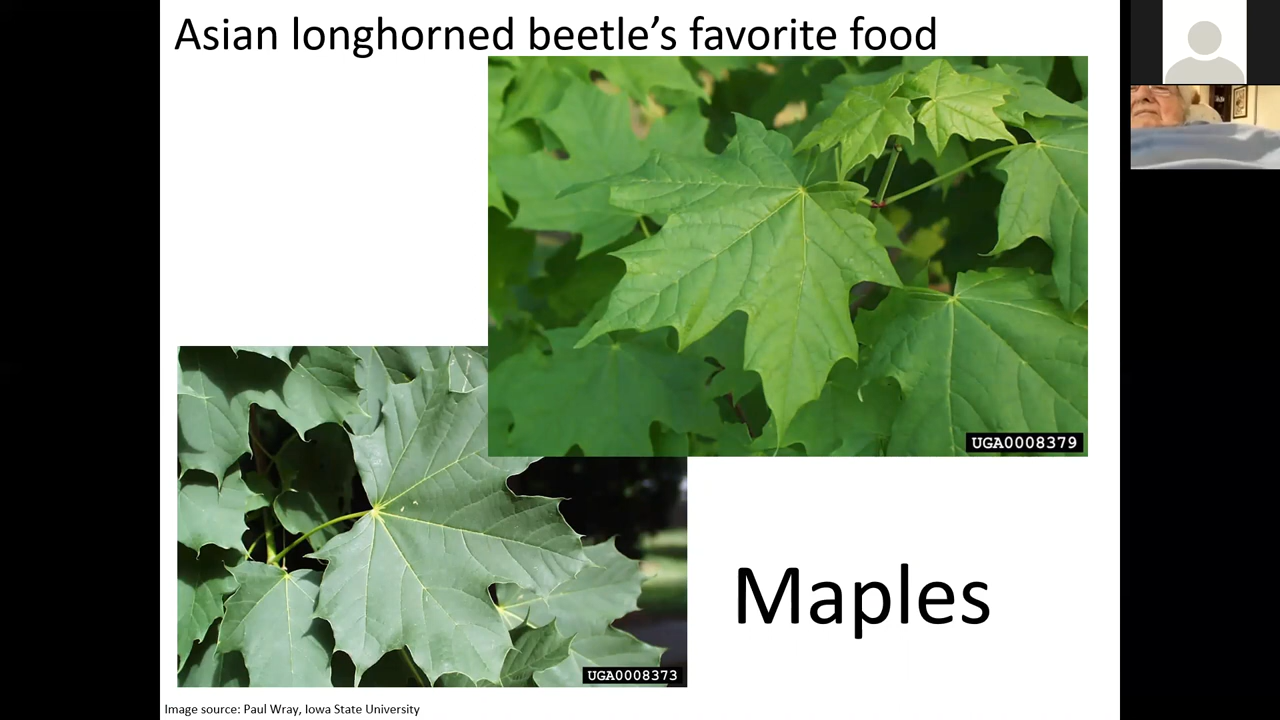 Asian longhorned beetle’s favorite food
UGA0008379
UGA0008373
Maples
Image source: Paul Wray, Iowa State University